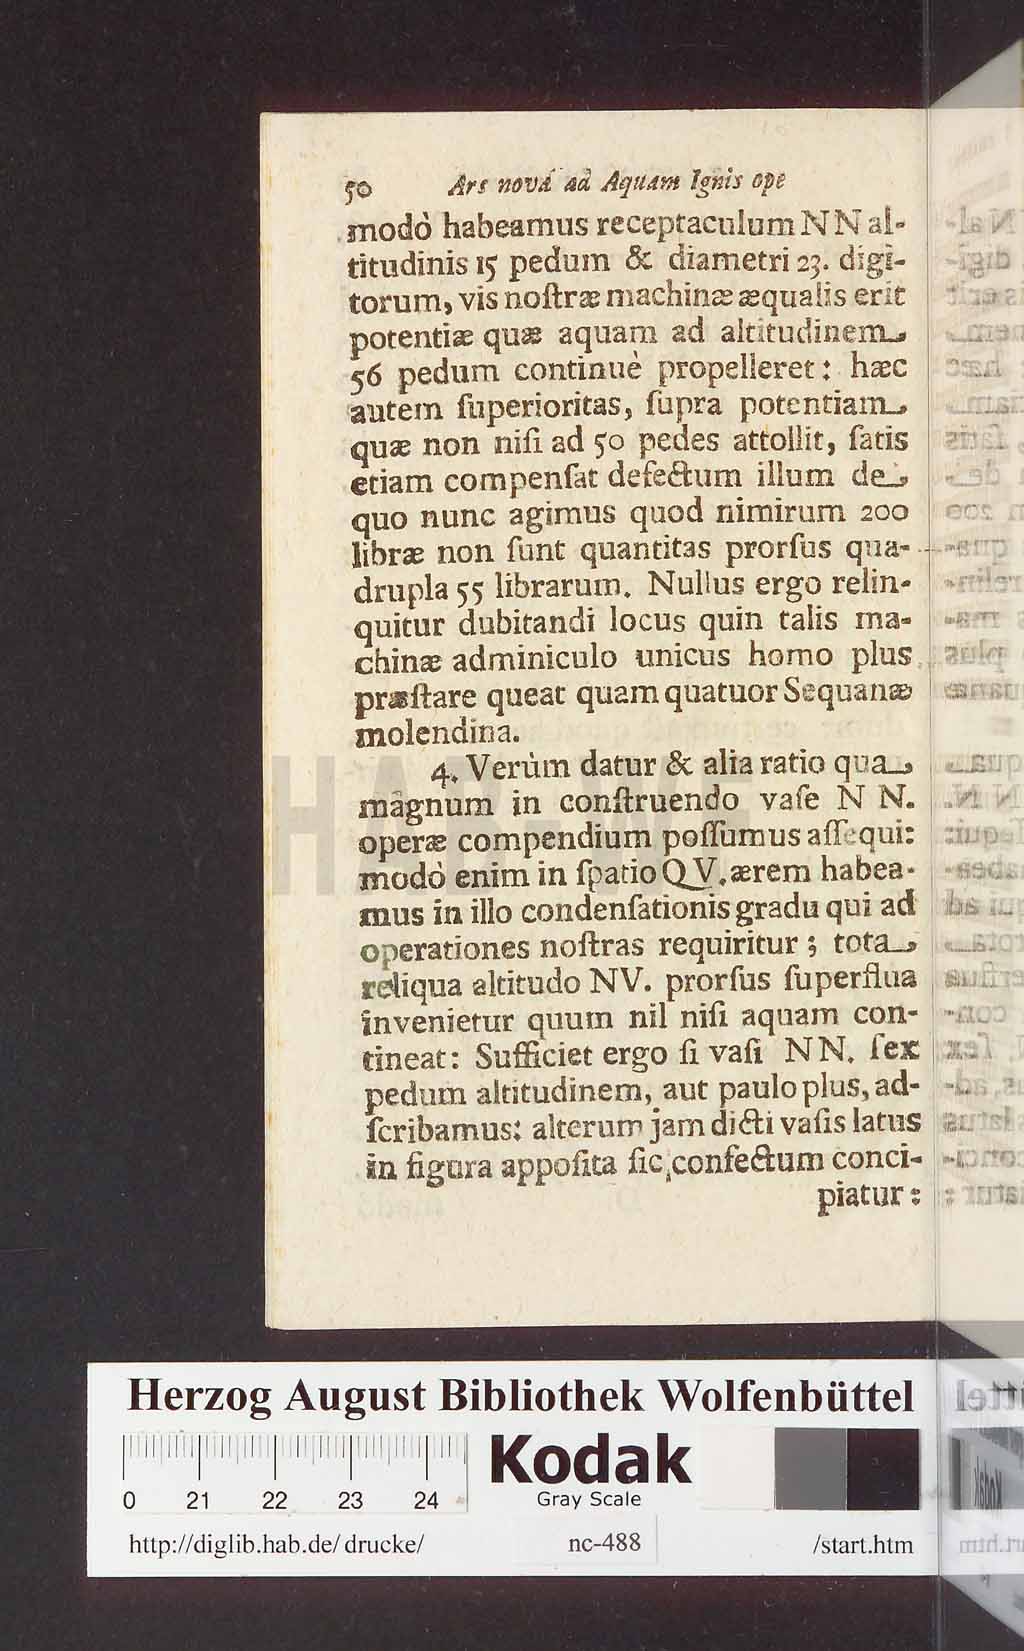 50 Ars nova ad Aquam Ignis ope
modò habeamus receptaculum NN al-
titudinis 15 pedum & diametri 23. digi-
torum, vis noſtræ machinæ æqualis erit
potentiæ quæ aquam ad altitudinem
56 pedum continuè propelleret: hæc
autem ſuperioritas, ſupra potentiam
quæ non niſi ad 50 pedes attollit, ſatis
etiam compenſat defectum illum de
quo nunc agimus quod nimirum 200
libræ non ſunt quantitas prorſus qua-
drupla 55 librarum. Nullus ergo relin-
quitur dubitandi locus quin talis ma-
chinæ adminiculo unicus homo plus
præſtare queat quam quatuor Sequanæ
molendina.
4. Verùm datur & alia ratio qua
magnum in conſtruendo vaſe N N.
operæ compendium poſſumus aſſequi:
modò enim in ſpatio QV. ærem habea-
mus in illo condenſationis gradu qui ad
operationes noſtras requiritur; tota
reliqua altitudo NV. prorſus ſuperflua
invenietur quum nil niſi aquam con-
tineat: Sufficiet ergo ſi vaſi NN. ſex
pedum altitudinem, aut paulo plus, ad-
ſcribamus: alterum jam dicti vaſis latus
in figura appoſita ſic confectum conci-
piatur:
HAB
Herzog August Bibliothek Wolfenbüttel
0 21 22 23 24
Kodak
Gray Scale
http://diglib.hab.de/drucke/ nc-488 /start.htm